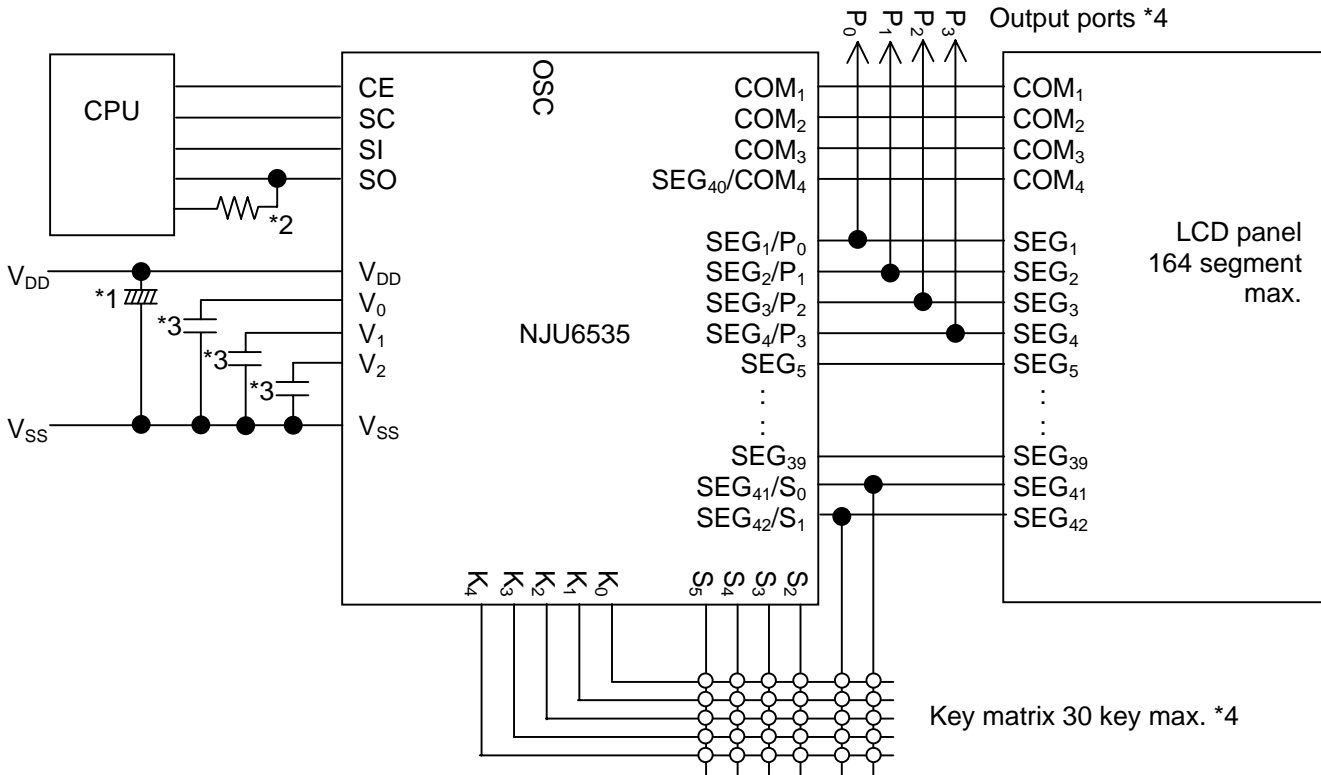 P0 P1 P2 P3 Output ports *4
CPU
CE
SC
SI
SO
*2
OSC
COM1
COM2
COM3
SEG40/COM4
SEG1/P0
SEG2/P1
SEG3/P2
SEG4/P3
SEG5
:
:
SEG39
SEG41/S0
SEG42/S1
COM1
COM2
COM3
COM4
SEG1
SEG2
SEG3
SEG4
SEG5
:
:
SEG39
SEG41
SEG42
LCD panel
164 segment
max.
VDD
*1
*3
*3
*3
VSS
VDD
V0
V1
V2
VSS
NJU6535
K4 K3 K2 K1 K0 S5 S4 S3 S2
Key matrix 30 key max. *4